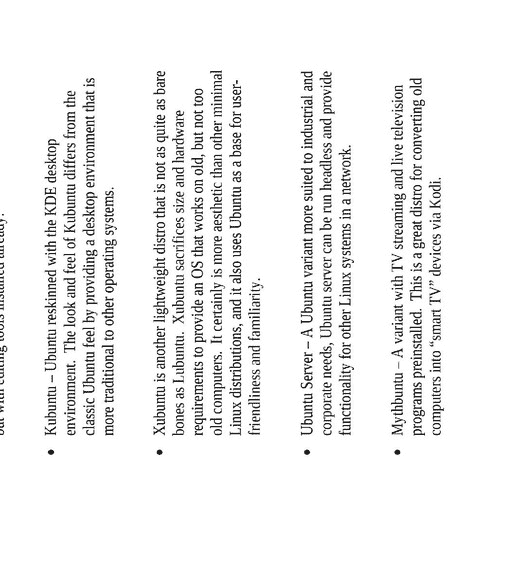 but with editing tools installed already.
• Kubuntu – Ubuntu reskinned with the KDE desktop
environment. The look and feel of Kubuntu differs from the
classic Ubuntu feel by providing a desktop environment that is
more traditional to other operating systems.
• Xubuntu is another lightweight distro that is not as quite as bare
bones as Lubuntu. Xubuntu sacrifices size and hardware
requirements to provide an OS that works on old, but not too
old computers. It certainly is more aesthetic than other minimal
Linux distributions, and it also uses Ubuntu as a base for user-
friendliness and familiarity.
• Ubuntu Server – A Ubuntu variant more suited to industrial and
corporate needs, Ubuntu server can be run headless and provide
functionality for other Linux systems in a network.
• Mythbuntu – A variant with TV streaming and live television
programs preinstalled. This is a great distro for converting old
computers into “smart TV” devices via Kodi.